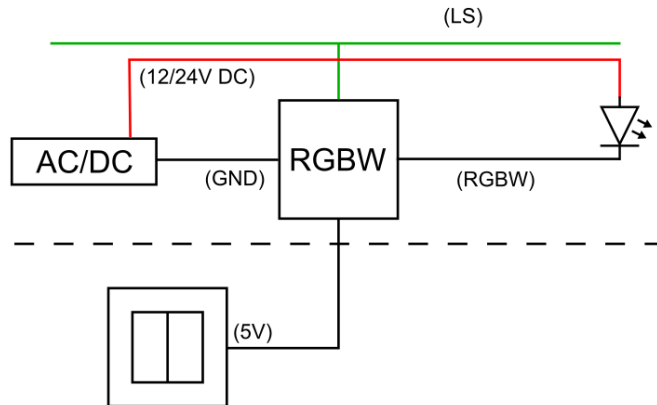 (LS)
(12/24V DC)
AC/DC
RGBW
(GND)
(RGBW)
(5V)